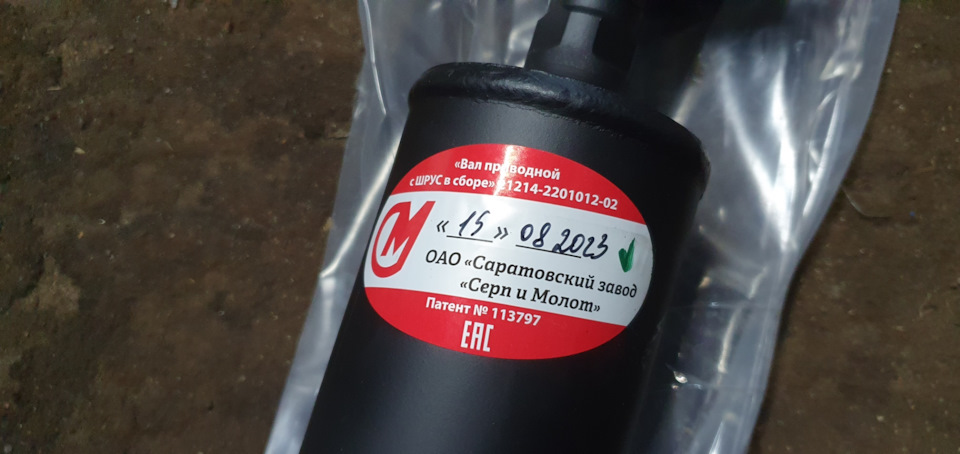 «Вал приводной
с ШРУС в сборе» 21214-2201012-02
СМ
« 15 » 08 2023
ОАО «Саратовский завод
«Серп и Молот»
Патент № 113797
EAC